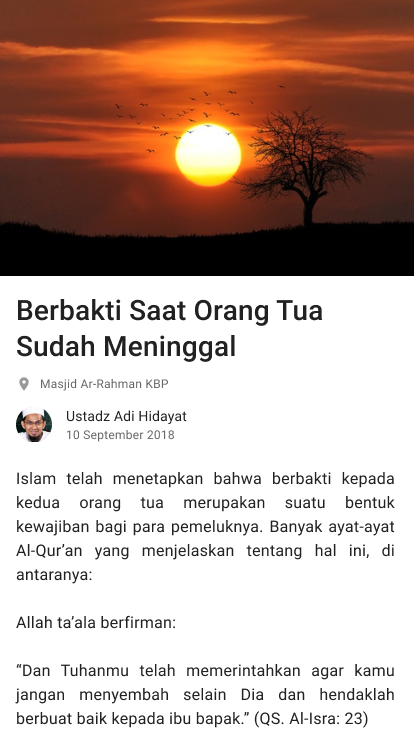 Berbakti Saat Orang Tua
Sudah Meninggal
Masjid Ar-Rahman KBP
Ustadz Adi Hidayat
10 September 2018
Islam telah menetapkan bahwa berbakti kepada
kedua orang tua merupakan suatu bentuk
kewajiban bagi para pemeluknya. Banyak ayat-ayat
Al-Qur’an yang menjelaskan tentang hal ini, di
antaranya:
Allah ta’ala berfirman:
“Dan Tuhanmu telah memerintahkan agar kamu
jangan menyembah selain Dia dan hendaklah
berbuat baik kepada ibu bapak.” (QS. Al-Isra: 23)